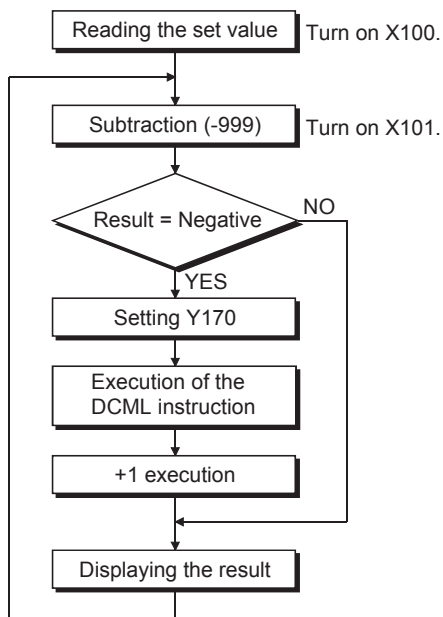 Reading the set value
Turn on X100.
Subtraction (-999)
Turn on X101.
Result = Negative
NO
YES
Setting Y170
Execution of the
DCML instruction
+1 execution
Displaying the result